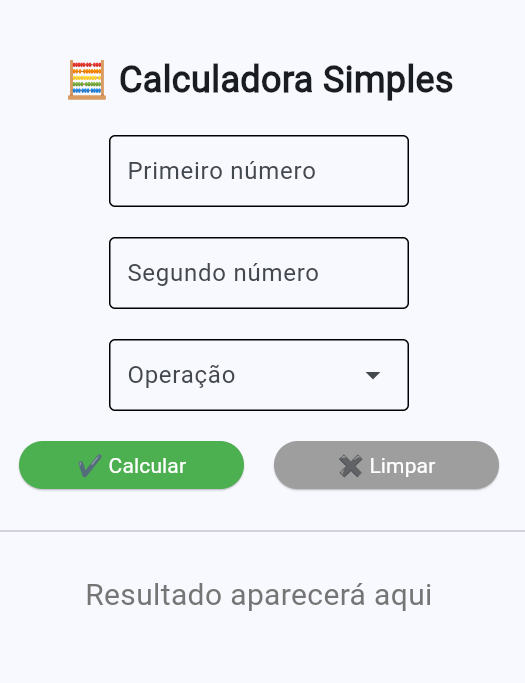 🧮 Calculadora Simples
Primeiro número
Segundo número
Operação
✔ Calcular
✖ Limpar
Resultado aparecerá aqui